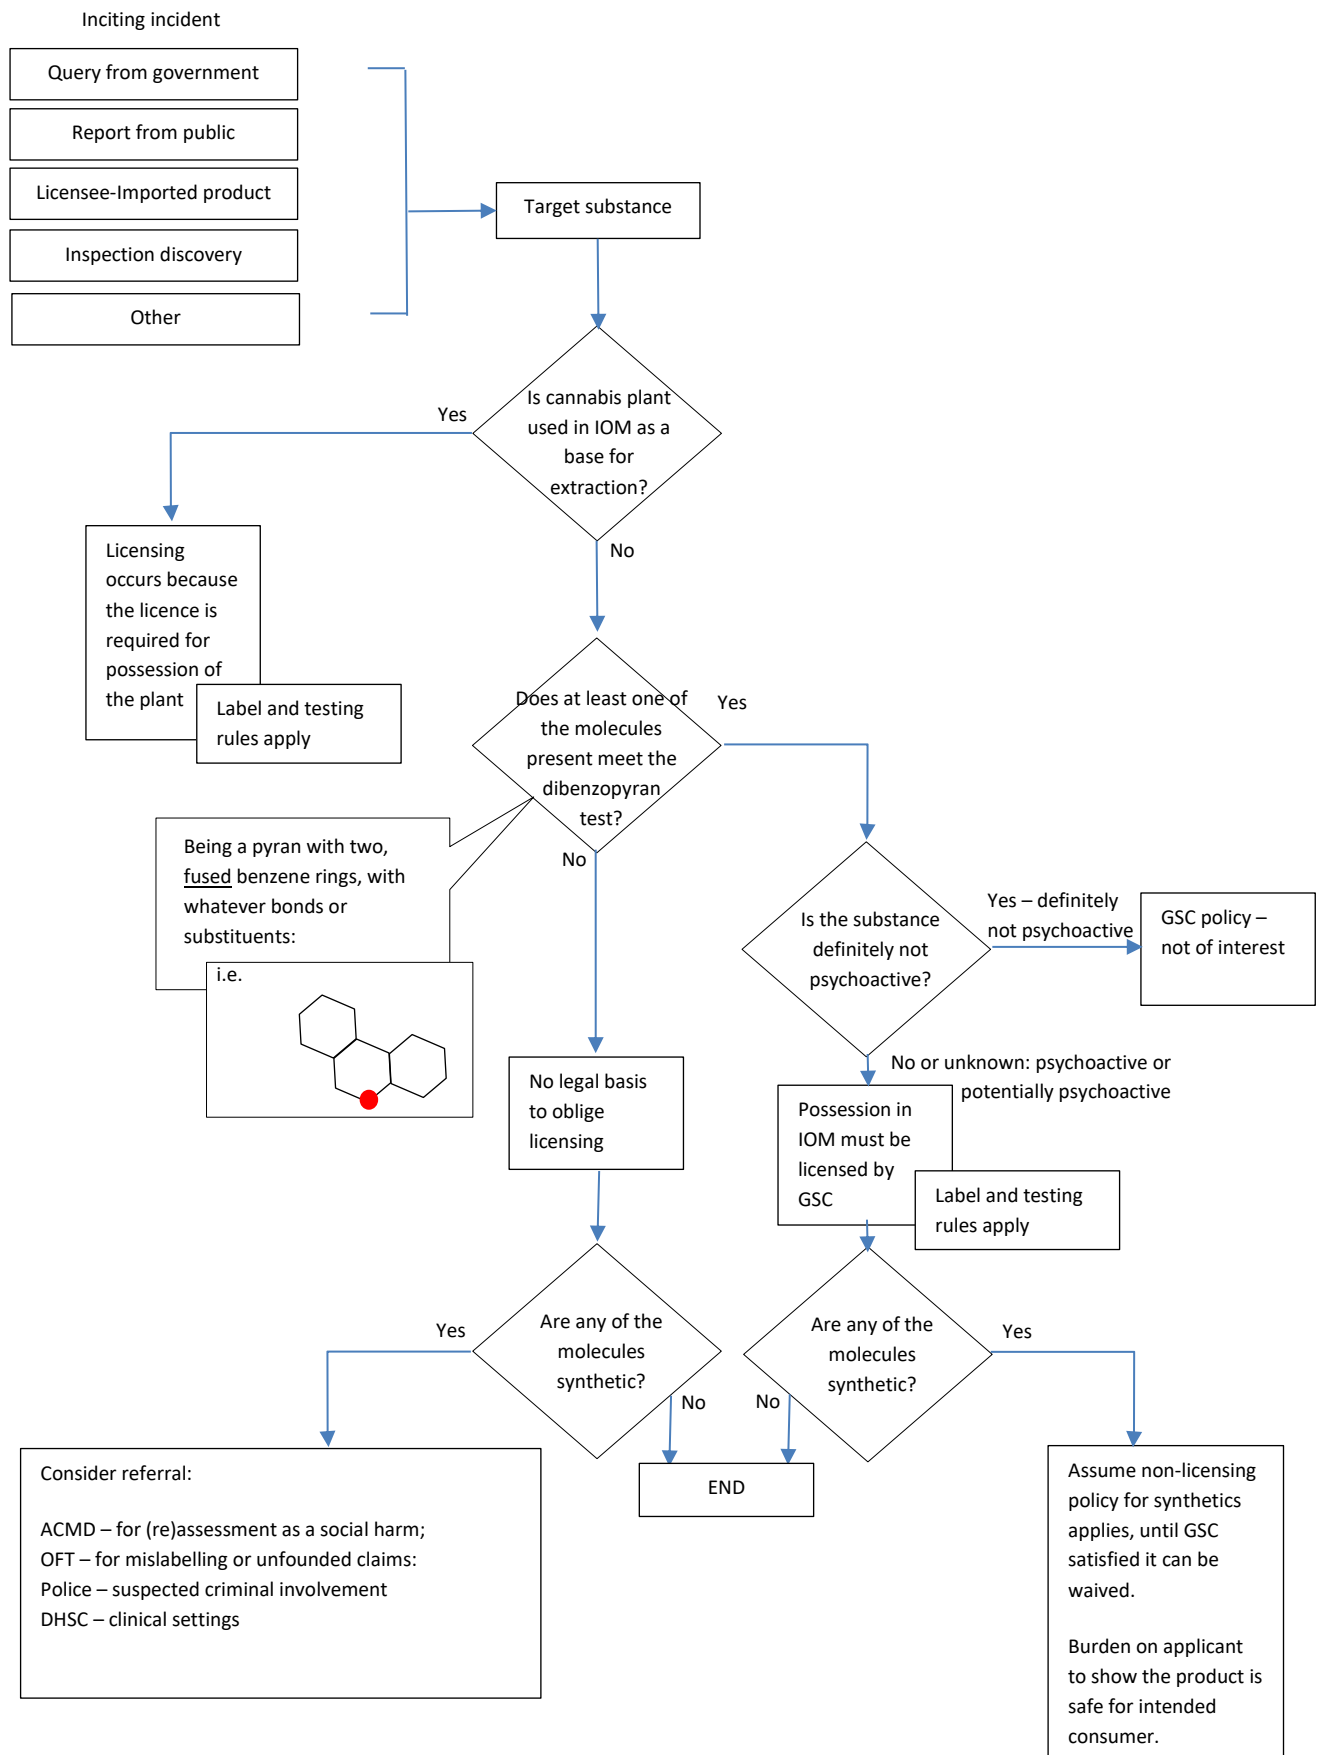 Inciting incident
Query from government
Report from public
Licensee-Imported product
Inspection discovery
Other
Target substance
Is cannabis plant
used in IOM as a
base for
extraction?
Yes
No
Licensing
occurs because
the licence is
required for
possession of
the plant
Label and testing
rules apply
Does at least one of
the molecules
present meet the
dibenzopyran
test?
Yes
No
Being a pyran with two,
fused benzene rings, with
whatever bonds or
substituents:
i.e.
Is the substance
definitely not
psychoactive?
Yes – definitely
not psychoactive
GSC policy –
not of interest
No or unknown: psychoactive or
potentially psychoactive
No legal basis
to oblige
licensing
Possession in
IOM must be
licensed by
GSC
Label and testing
rules apply
Are any of the
molecules
synthetic?
Yes
No
Are any of the
molecules
synthetic?
Yes
No
END
Consider referral:
ACMD – for (re)assessment as a social harm;
OFT – for mislabelling or unfounded claims:
Police – suspected criminal involvement
DHSC – clinical settings
Assume non-licensing
policy for synthetics
applies, until GSC
satisfied it can be
waived.
Burden on applicant
to show the product is
safe for intended
consumer.